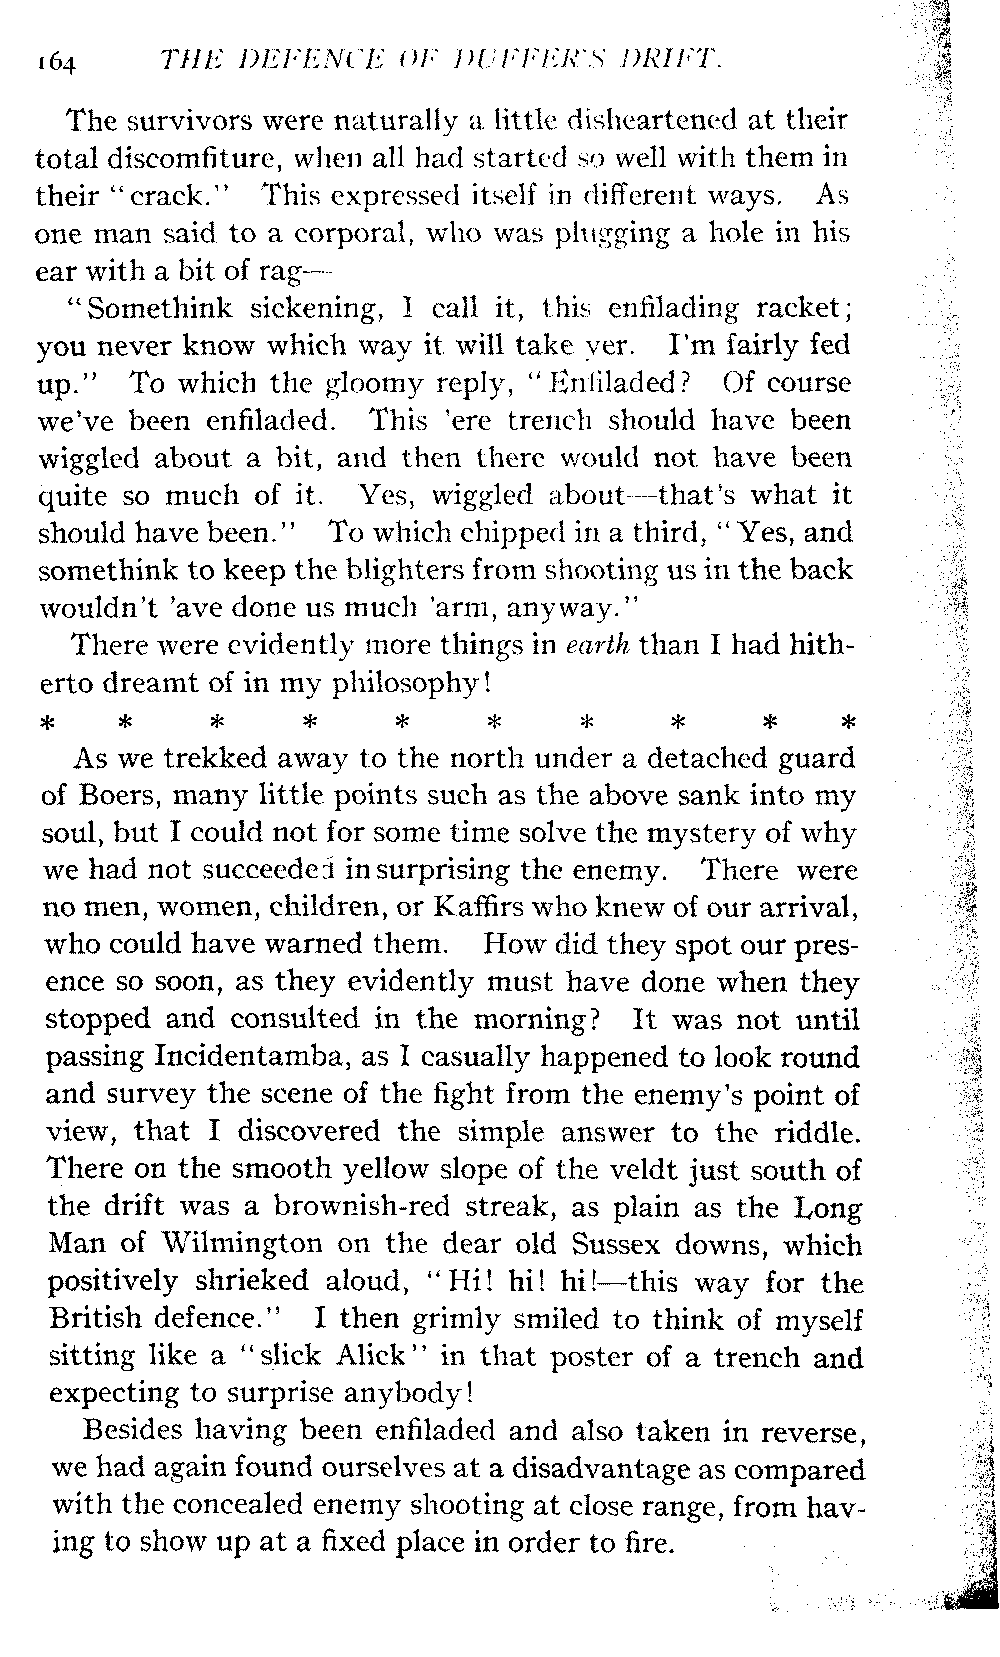 164 THE DEFENCE OF DUFFER'S DRIFT.
The survivors were naturally a little disheartened at their
total discomfiture, when all had started so well with them in
their "crack." This expressed itself in different ways. As
one man said to a corporal, who was plugging a hole in his
ear with a bit of rag—
"Somethink sickening, I call it, this enfilading racket;
you never know which way it will take yer. I'm fairly fed
up." To which the gloomy reply, "Enfiladed? Of course
we've been enfiladed. This 'ere trench should have been
wiggled about a bit, and then there would not have been
quite so much of it. Yes, wiggled about—that's what it
should have been." To which chipped in a third, "Yes, and
somethink to keep the blighters from shooting us in the back
wouldn't 'ave done us much 'arm, anyway."
There were evidently more things in earth than I had hith-
erto dreamt of in my philosophy!
* * * * * * * * * *
As we trekked away to the north under a detached guard
of Boers, many little points such as the above sank into my
soul, but I could not for some time solve the mystery of why
we had not succeeded in surprising the enemy. There were
no men, women, children, or Kaffirs who knew of our arrival,
who could have warned them. How did they spot our pres-
ence so soon, as they evidently must have done when they
stopped and consulted in the morning? It was not until
passing Incidentamba, as I casually happened to look round
and survey the scene of the fight from the enemy's point of
view, that I discovered the simple answer to the riddle.
There on the smooth yellow slope of the veldt just south of
the drift was a brownish-red streak, as plain as the Long
Man of Wilmington on the dear old Sussex downs, which
positively shrieked aloud, "Hi! hi! hi!—this way for the
British defence." I then grimly smiled to think of myself
sitting like a "slick Alick" in that poster of a trench and
expecting to surprise anybody!
Besides having been enfiladed and also taken in reverse,
we had again found ourselves at a disadvantage as compared
with the concealed enemy shooting at close range, from hav-
ing to show up at a fixed place in order to fire.